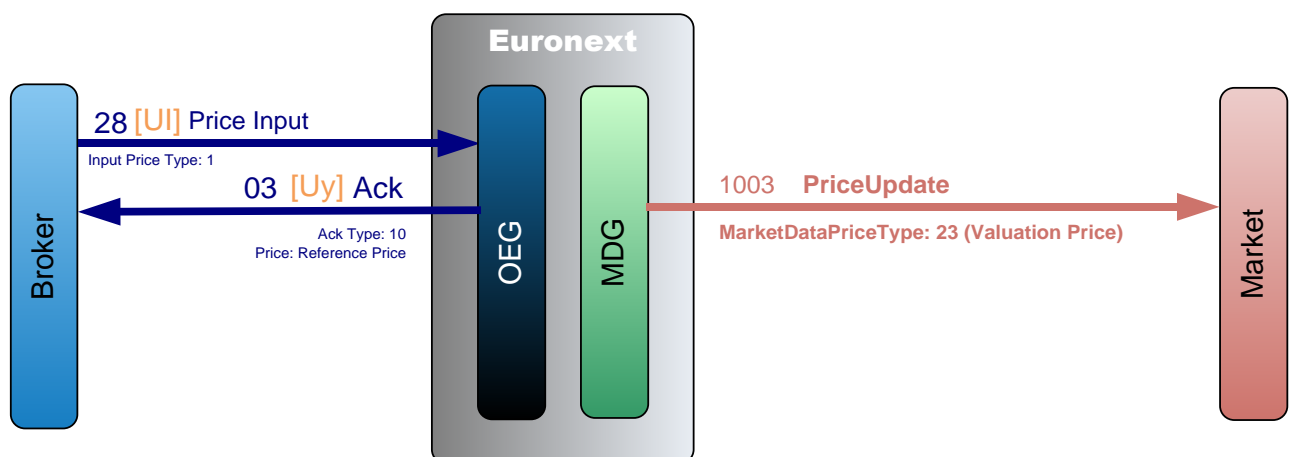 Euronext
28 [UI] Price Input
Input Price Type: 1
03 [Uy] Ack
Ack Type: 10
Price: Reference Price
1003 PriceUpdate
MarketDataPriceType: 23 (Valuation Price)
Broker
OEG
MDG
Market